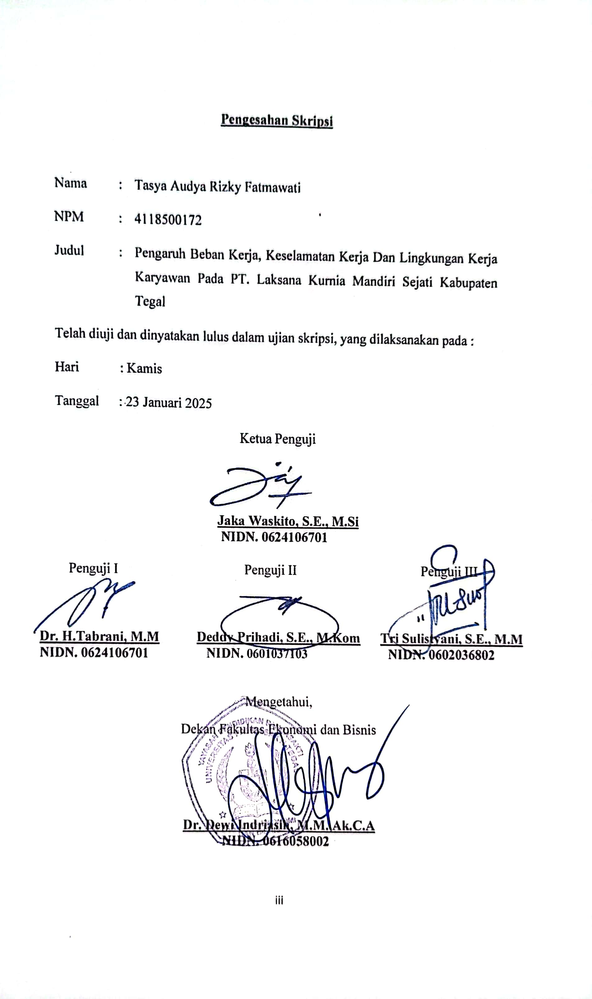 Pengesahan Skripsi
Nama : Tasya Audya Rizky Fatmawati
NPM : 4118500172
Judul : Pengaruh Beban Kerja, Keselamatan Kerja Dan Lingkungan Kerja
Karyawan Pada PT. Laksana Kurnia Mandiri Sejati Kabupaten
Tegal
Telah diuji dan dinyatakan lulus dalam ujian skripsi, yang dilaksanakan pada :
Hari : Kamis
Tanggal : 23 Januari 2025
Ketua Penguji
Jaka Waskito, S.E., M.Si
NIDN. 0624106701
Penguji I Penguji II Penguji III
Dr. H.Tabrani, M.M Deddy Prihadi, S.E., M.Kom Tri Sulistyani, S.E., M.M
NIDN. 0624106701 NIDN. 0601037103 NIDN. 0602036802
Mengetahui,
Dekan Fakultas Ekonomi dan Bisnis
YAYASAN
UNIVERSITAS
Dr. Dewi Indriasih, M.M. Ak.C.A
NIDN. 0616058002
iii